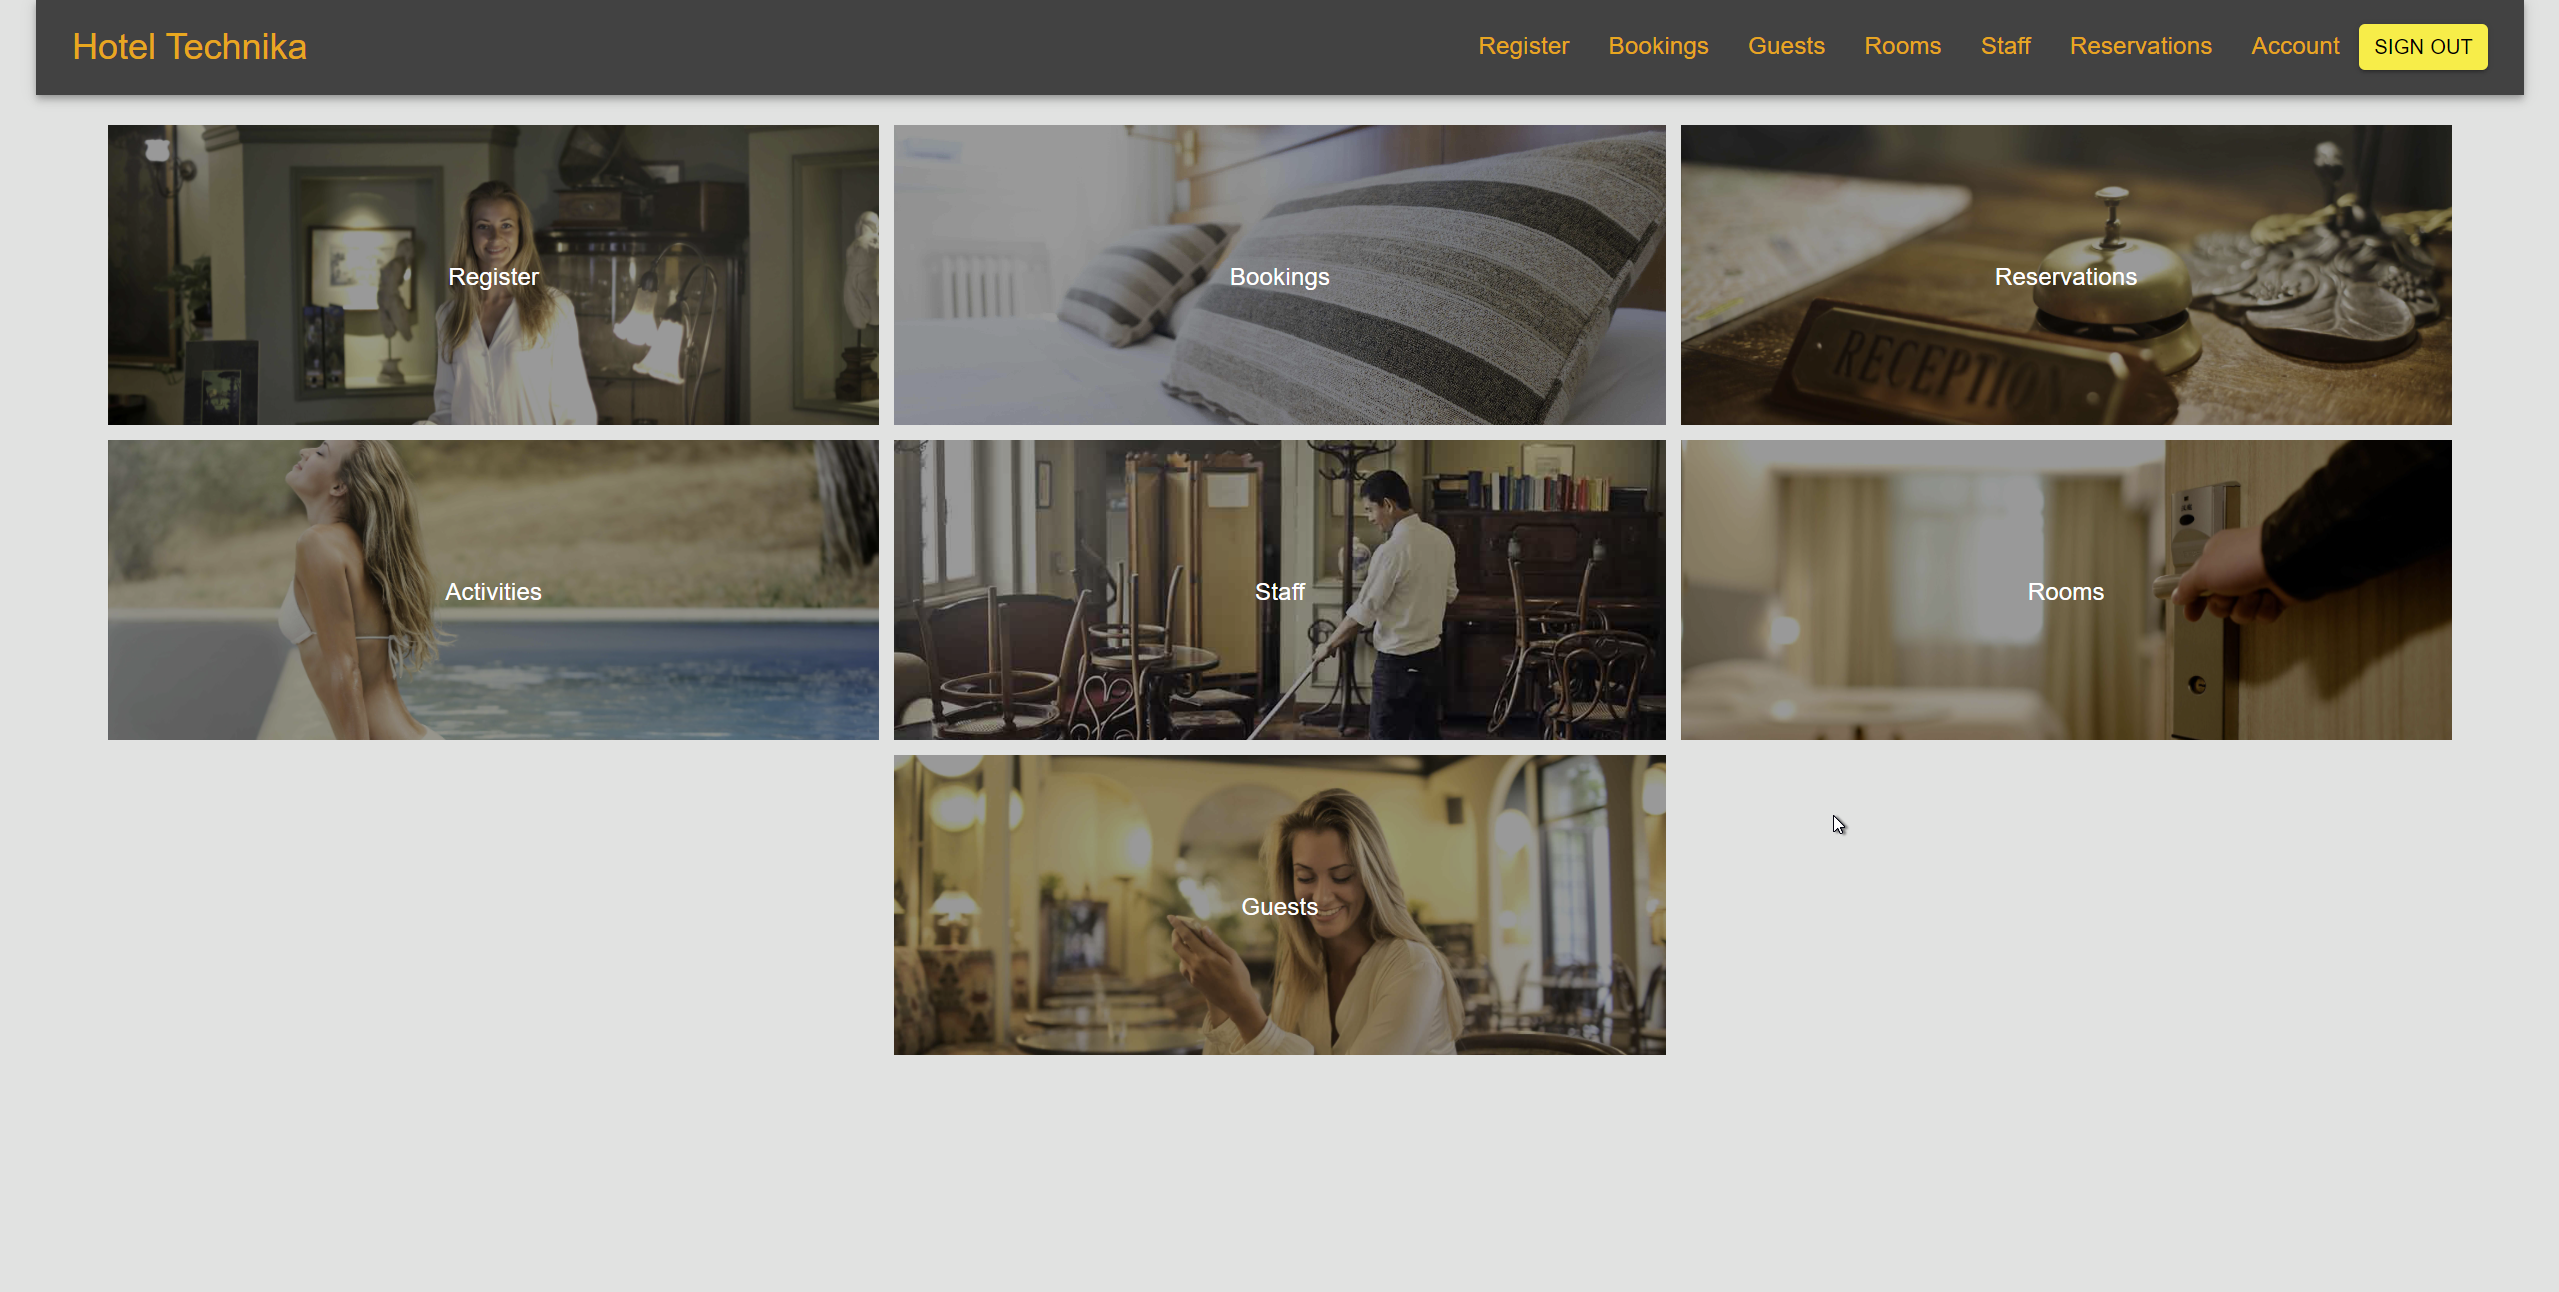 Hotel Technika
Register Bookings Guests Rooms Staff Reservations Account SIGN OUT
Register
Bookings
Reservations
RECEPTION
Activities
Staff
Rooms
Guests